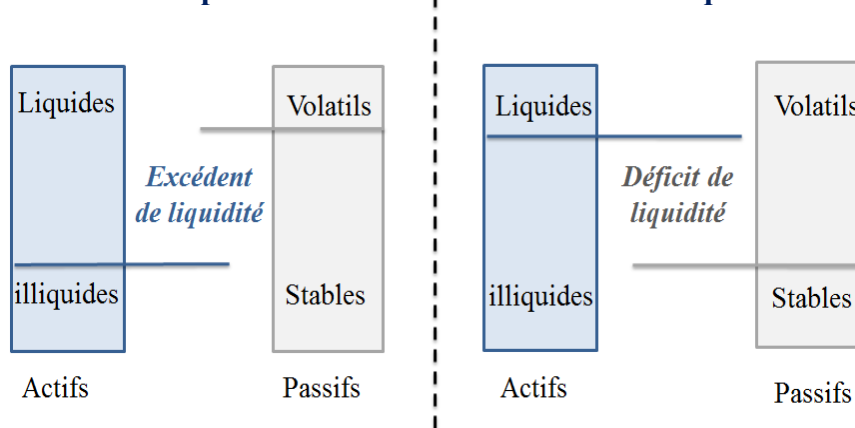 Liquides
Volatils
Excédent
de liquidité
illiquides
Stables
Actifs
Passifs
Liquides
Volatils
Déficit de
liquidité
illiquides
Stables
Actifs
Passifs